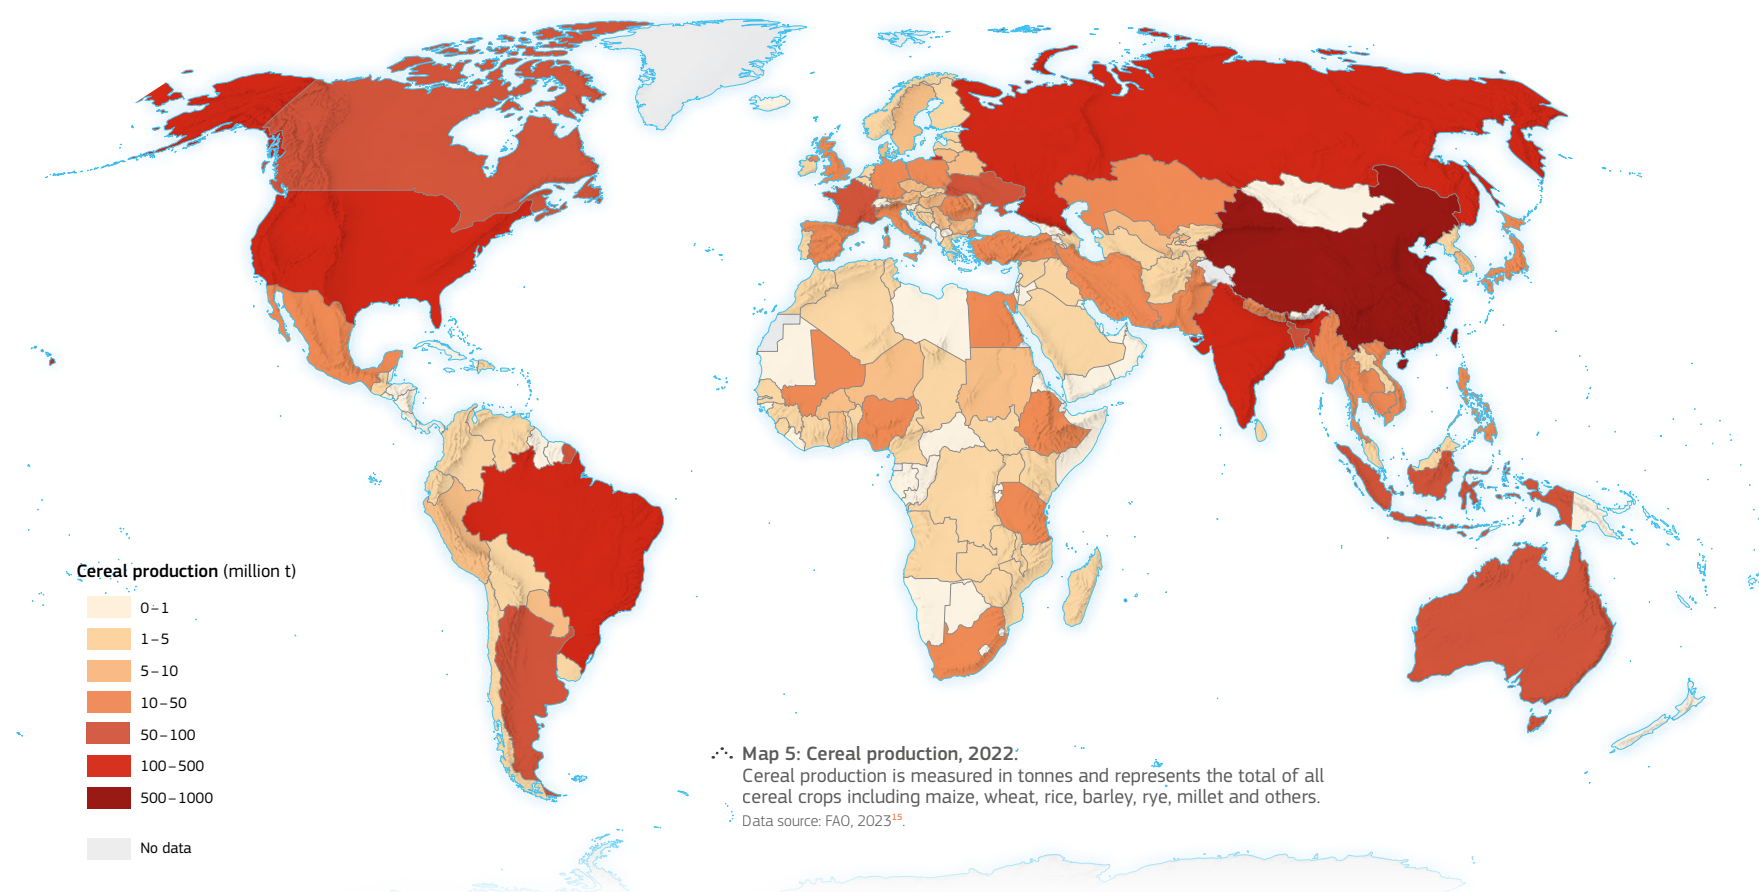 Cereal production (million t)
0–1
1–5
5–10
10–50
50–100
100–500
500–1000
No data
Map 5: Cereal production, 2022.
Cereal production is measured in tonnes and represents the total of all
cereal crops including maize, wheat, rice, barley, rye, millet and others.
Data source: FAO, 2023¹⁵.